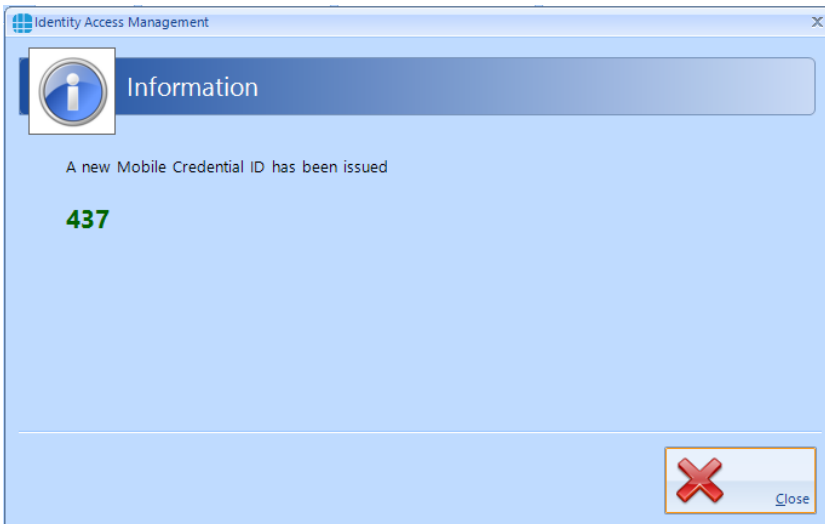 Identity Access Management
Information
A new Mobile Credential ID has been issued
437
Close